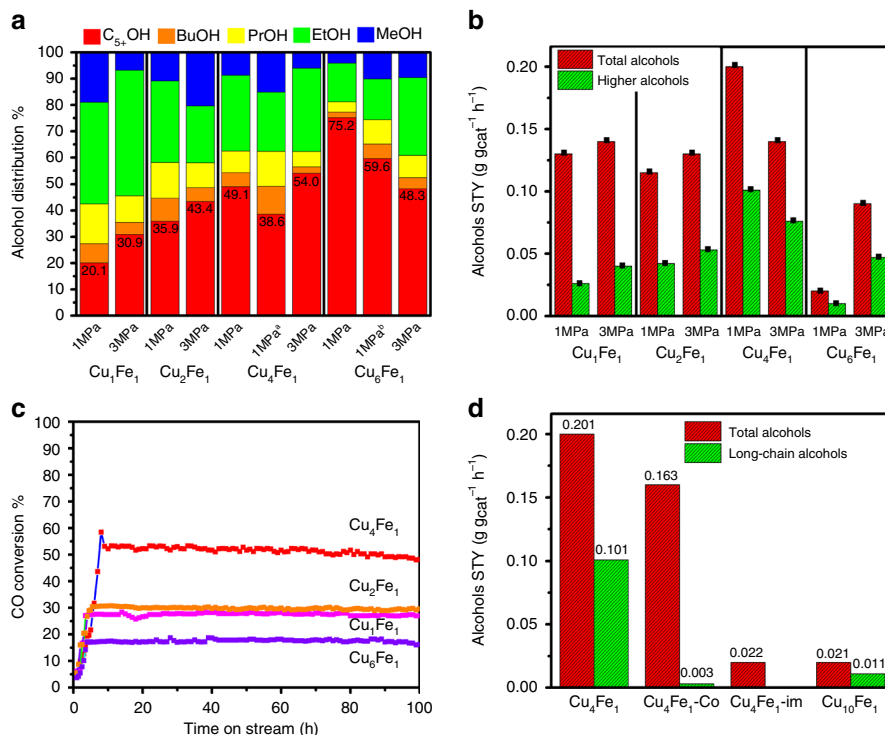 a
C₅₊OH BuOH PrOH EtOH MeOH
Alcohol distribution %
100
90
80
70
60
50
40
30
20
10
0
20.1
30.9
35.9
43.4
49.1
38.6
54.0
75.2
59.6
48.3
1MPa 3MPa 1MPa 3MPa 1MPa 1MPaᵃ 3MPa 1MPa 1MPaᵇ 3MPa
Cu₁Fe₁ Cu₂Fe₁ Cu₄Fe₁ Cu₆Fe₁
b
Total alcohols
Higher alcohols
Alcohols STY (g gcat⁻¹ h⁻¹)
0.20
0.15
0.10
0.05
0.00
1MPa 3MPa 1MPa 3MPa 1MPa 3MPa 1MPa 3MPa
Cu₁Fe₁ Cu₂Fe₁ Cu₄Fe₁ Cu₆Fe₁
c
CO conversion %
100
90
80
70
60
50
40
30
20
10
0
Cu₄Fe₁
Cu₂Fe₁
Cu₁Fe₁
Cu₆Fe₁
0 20 40 60 80 100
Time on stream (h)
d
Total alcohols
Long-chain alcohols
Alcohols STY (g gcat⁻¹ h⁻¹)
0.20
0.15
0.10
0.05
0.00
0.201
0.101
0.163
0.003
0.022
0.021
0.011
Cu₄Fe₁ Cu₄Fe₁-Co Cu₄Fe₁-im Cu₁₀Fe₁